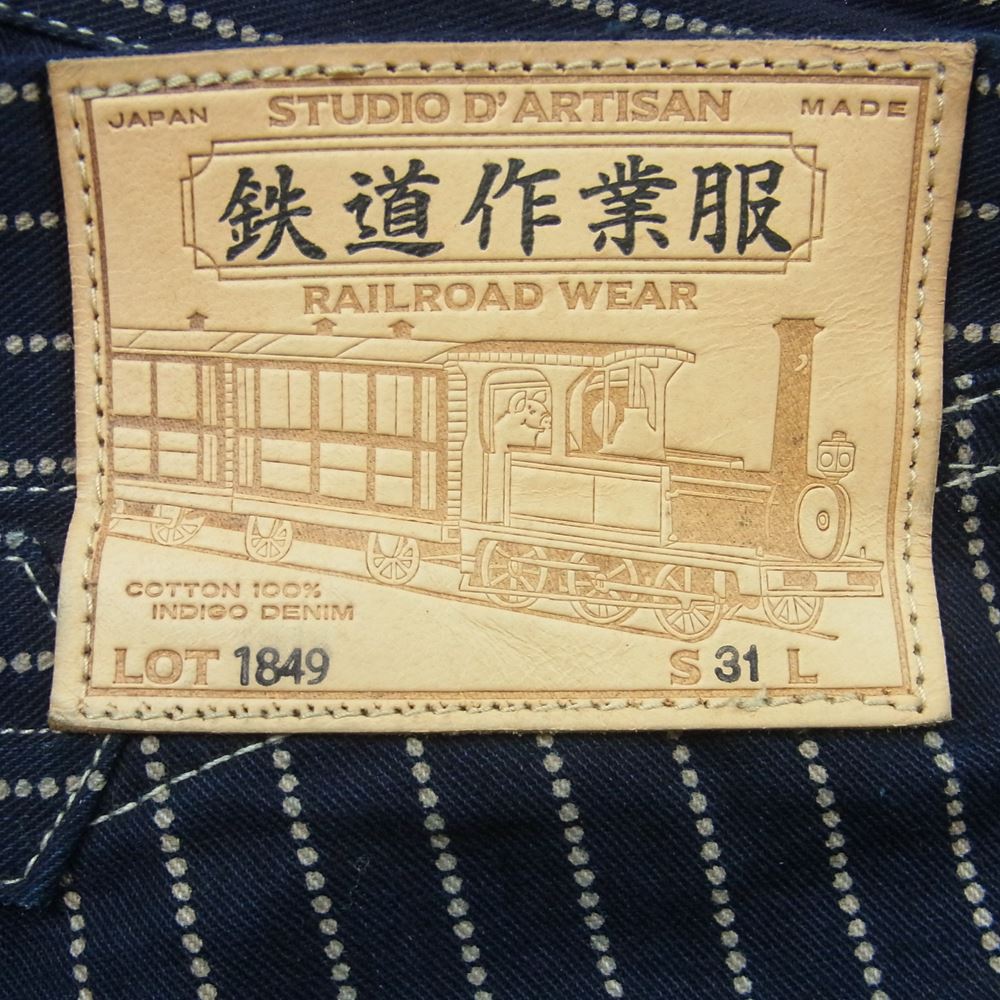 JAPAN STUDIO D'ARTISAN MADE
鉄道作業服
RAILROAD WEAR
COTTON 100%
INDIGO DENIM
LOT 1849 S 31 L